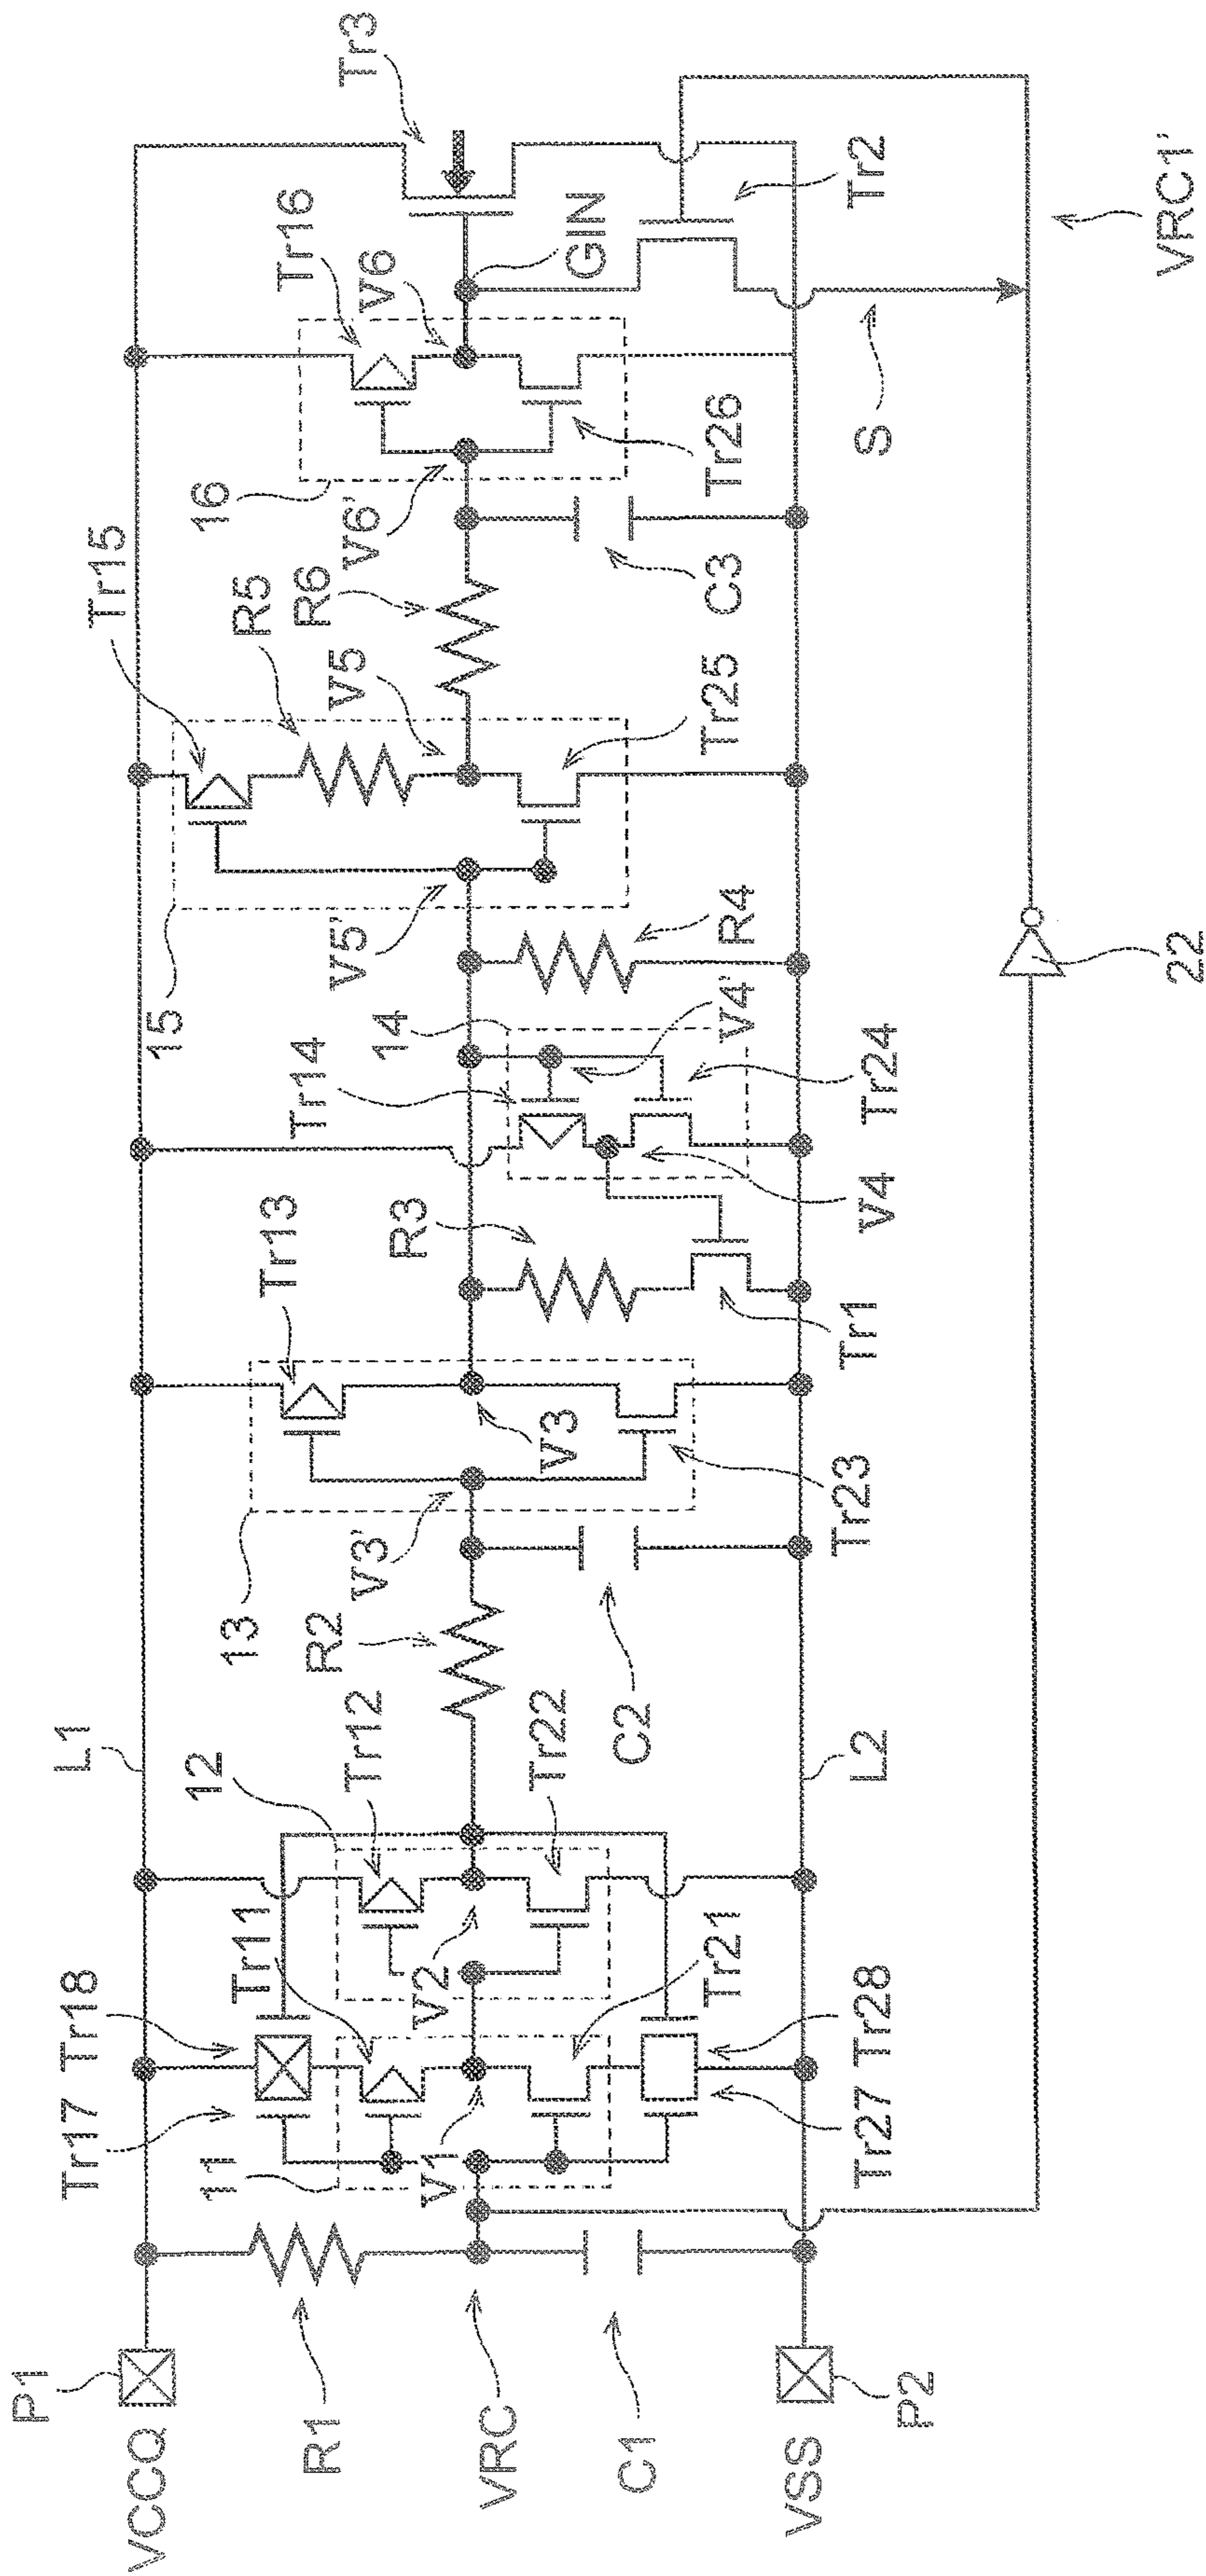 P1
VCCQ
L1
R1
VRC
C1
VSS
P2
L2
Tr17
Tr18
11
Tr11
V1
Tr21
Tr27
Tr28
12
Tr12
V2
Tr22
R2
C2
13
Tr13
V3'
V3
Tr23
R3
Tr1
Tr14
14
V4'
V4
Tr24
R4
15
Tr15
R5
V5'
V5
Tr25
R6
C3
16
Tr16
V6'
V6
Tr26
GIN
Tr3
Tr2
S
22
VRC1'